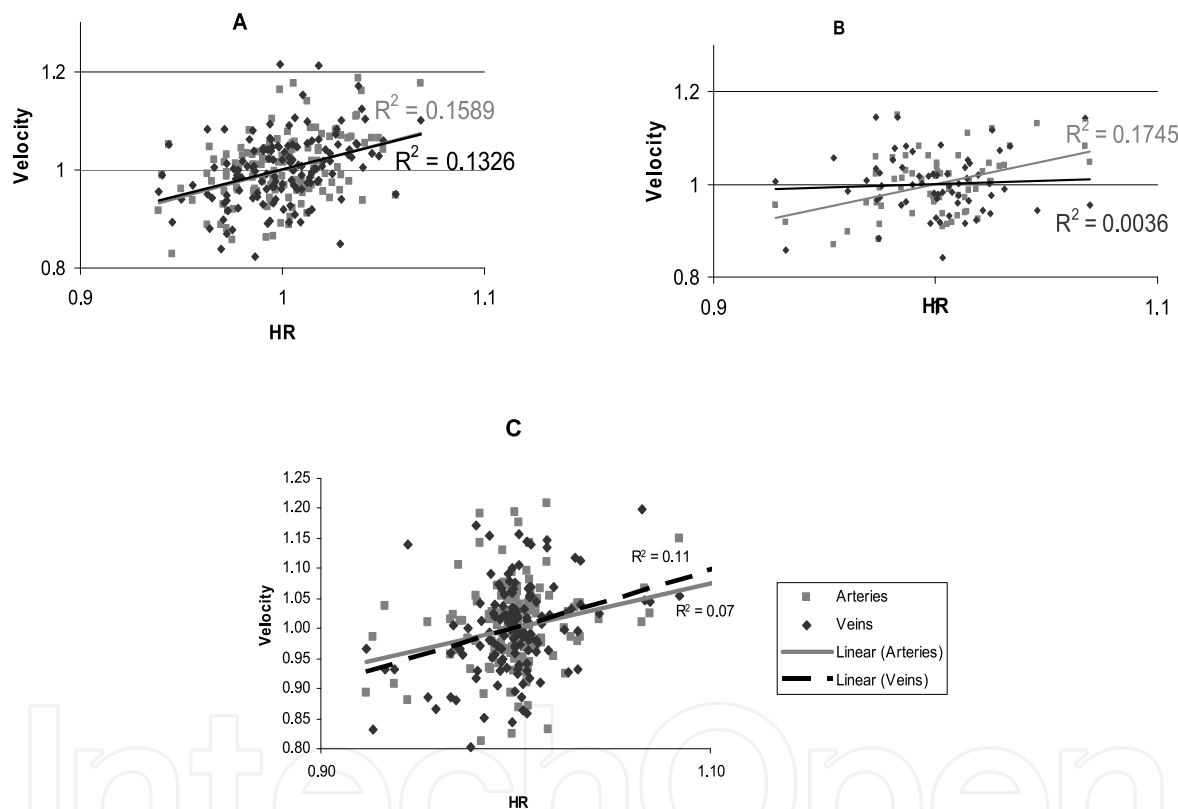 A
1.2
R² = 0.1589
Velocity
1
R² = 0.1326
0.8
0.9
1
1.1
HR
B
1.2
R² = 0.1745
Velocity
1
R² = 0.0036
0.8
0.9
1
1.1
HR
C
1.25
1.20
1.15
R² = 0.11
1.10
1.05
R² = 0.07
Velocity
1.00
0.95
0.90
0.85
0.80
0.90
1.10
HR
Arteries
Veins
Linear (Arteries)
Linear (Veins)
IntechOpen